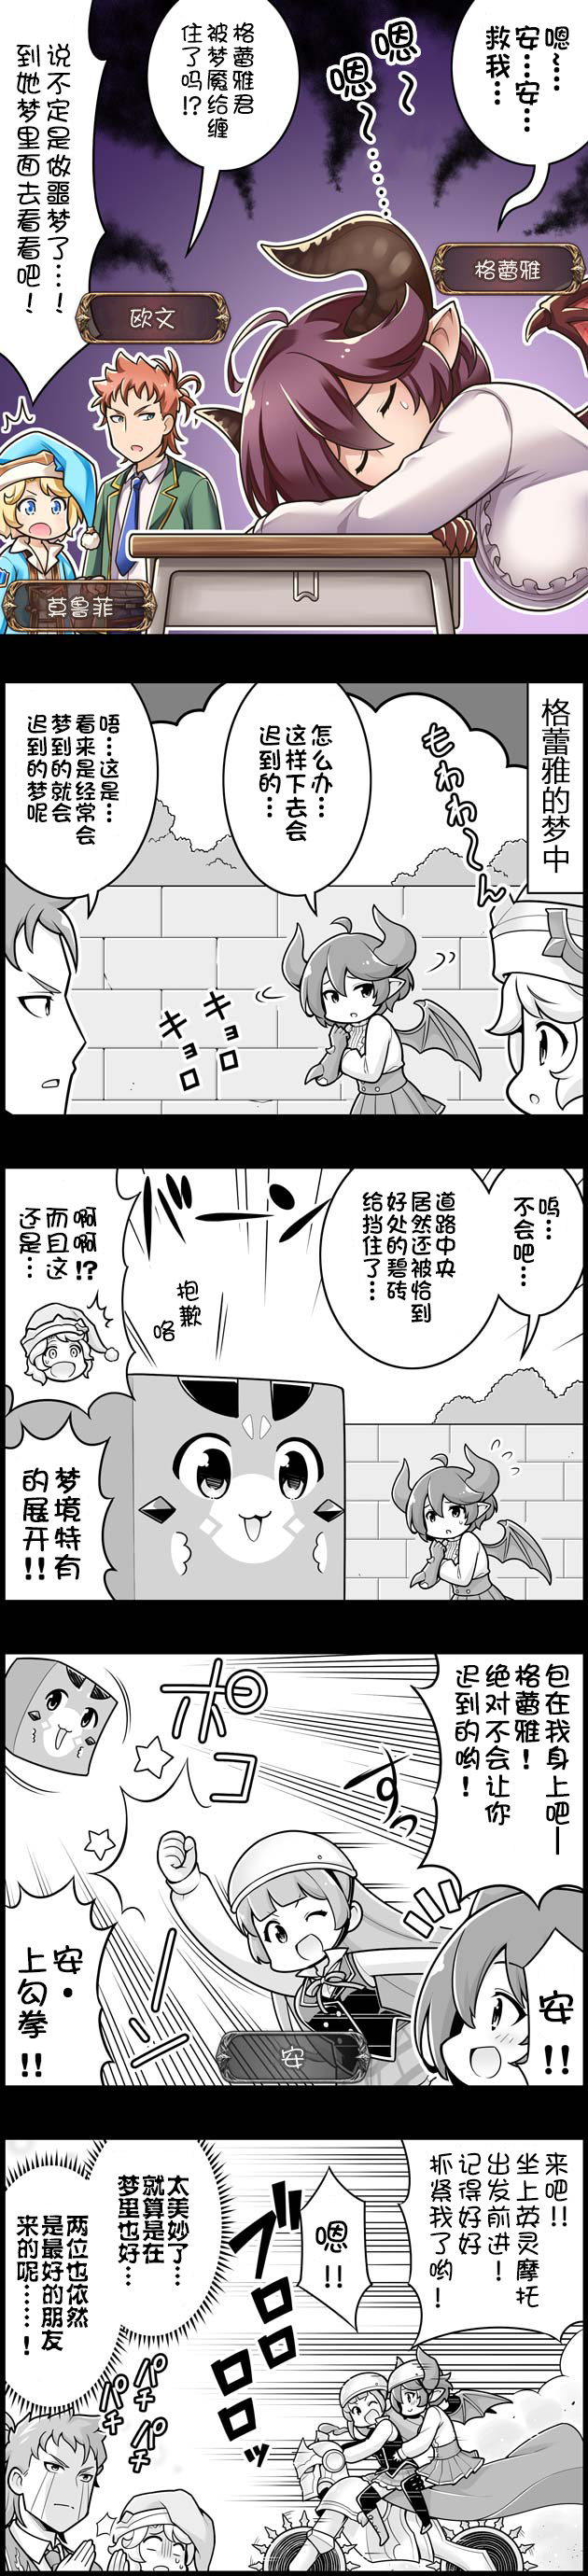 嗯~…
安…安…
救我…
嗯~
嗯~……
格蕾雅君
被梦魇给缠
住了吗!?
说不定是做噩梦了…!
到她梦里面去看看吧！
格蕾雅
欧文
莫鲁菲
格蕾雅的梦中
もわわわ~ん
怎么办…
这样下去会
迟到的…
唔…这是…
看来是经常会
梦到的就会
迟到的梦呢
キョロ
キョロ
呜…
不会吧…
道路中央
居然还被恰到
好处的碧砖
给挡住了…
ドーン
抱歉
咯
啊啊!?
而且这
还是…
梦境特有
的展开!!
包在我身上吧—
格蕾雅！
绝对不会让你
迟到的哟！
すっ
ポコ
安!!
安·
上勾拳!!
安
来吧!!
坐上英灵摩托
出发前进！
记得好好
抓紧我了哟！
嗯!!
ブロロロロッ
太美妙了…
就算是在
梦里也好…
两位也依然
是最好的朋友
来的呢……！
パチ
パチ
パチ